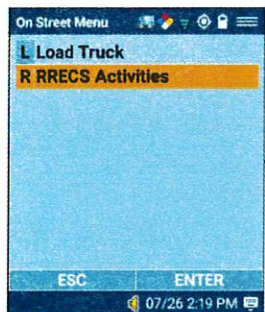 On Street Menu
L Load Truck
R RRECS Activities
ESC ENTER
07/26 2:19 PM